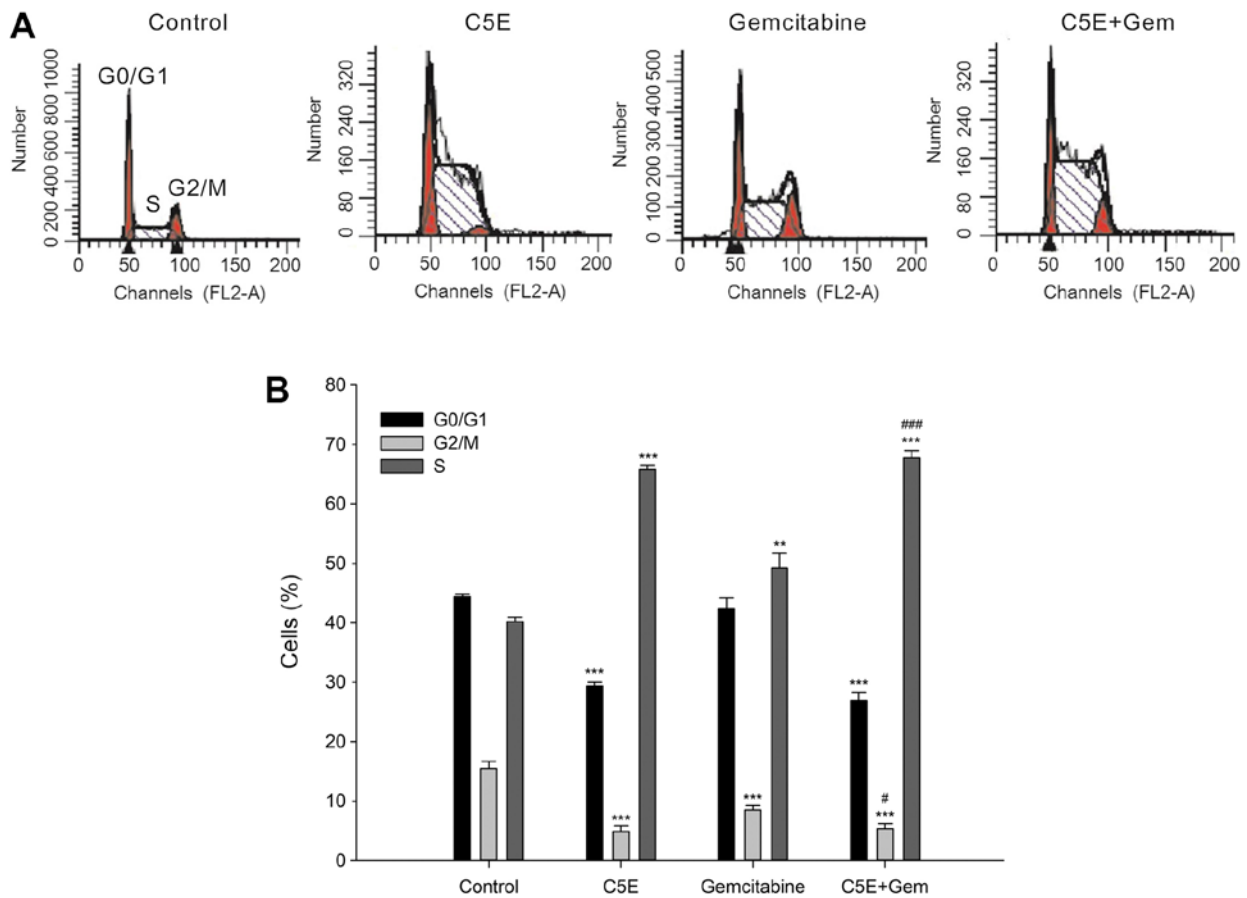 A
Control
C5E
Gemcitabine
C5E+Gem
Number
0 200 400 600 800 1000
G0/G1
S
G2/M
0 50 100 150 200
Channels (FL2-A)
Number
0 80 160 240 320
0 50 100 150 200
Channels (FL2-A)
Number
0 100 200 300 400 500
0 50 100 150 200
Channels (FL2-A)
Number
0 80 160 240 320
0 50 100 150 200
Channels (FL2-A)
B
Cells (%)
80
70
60
50
40
30
20
10
0
G0/G1
G2/M
S
***
***
***
***
**
***
***
#
***
###
Control
C5E
Gemcitabine
C5E+Gem